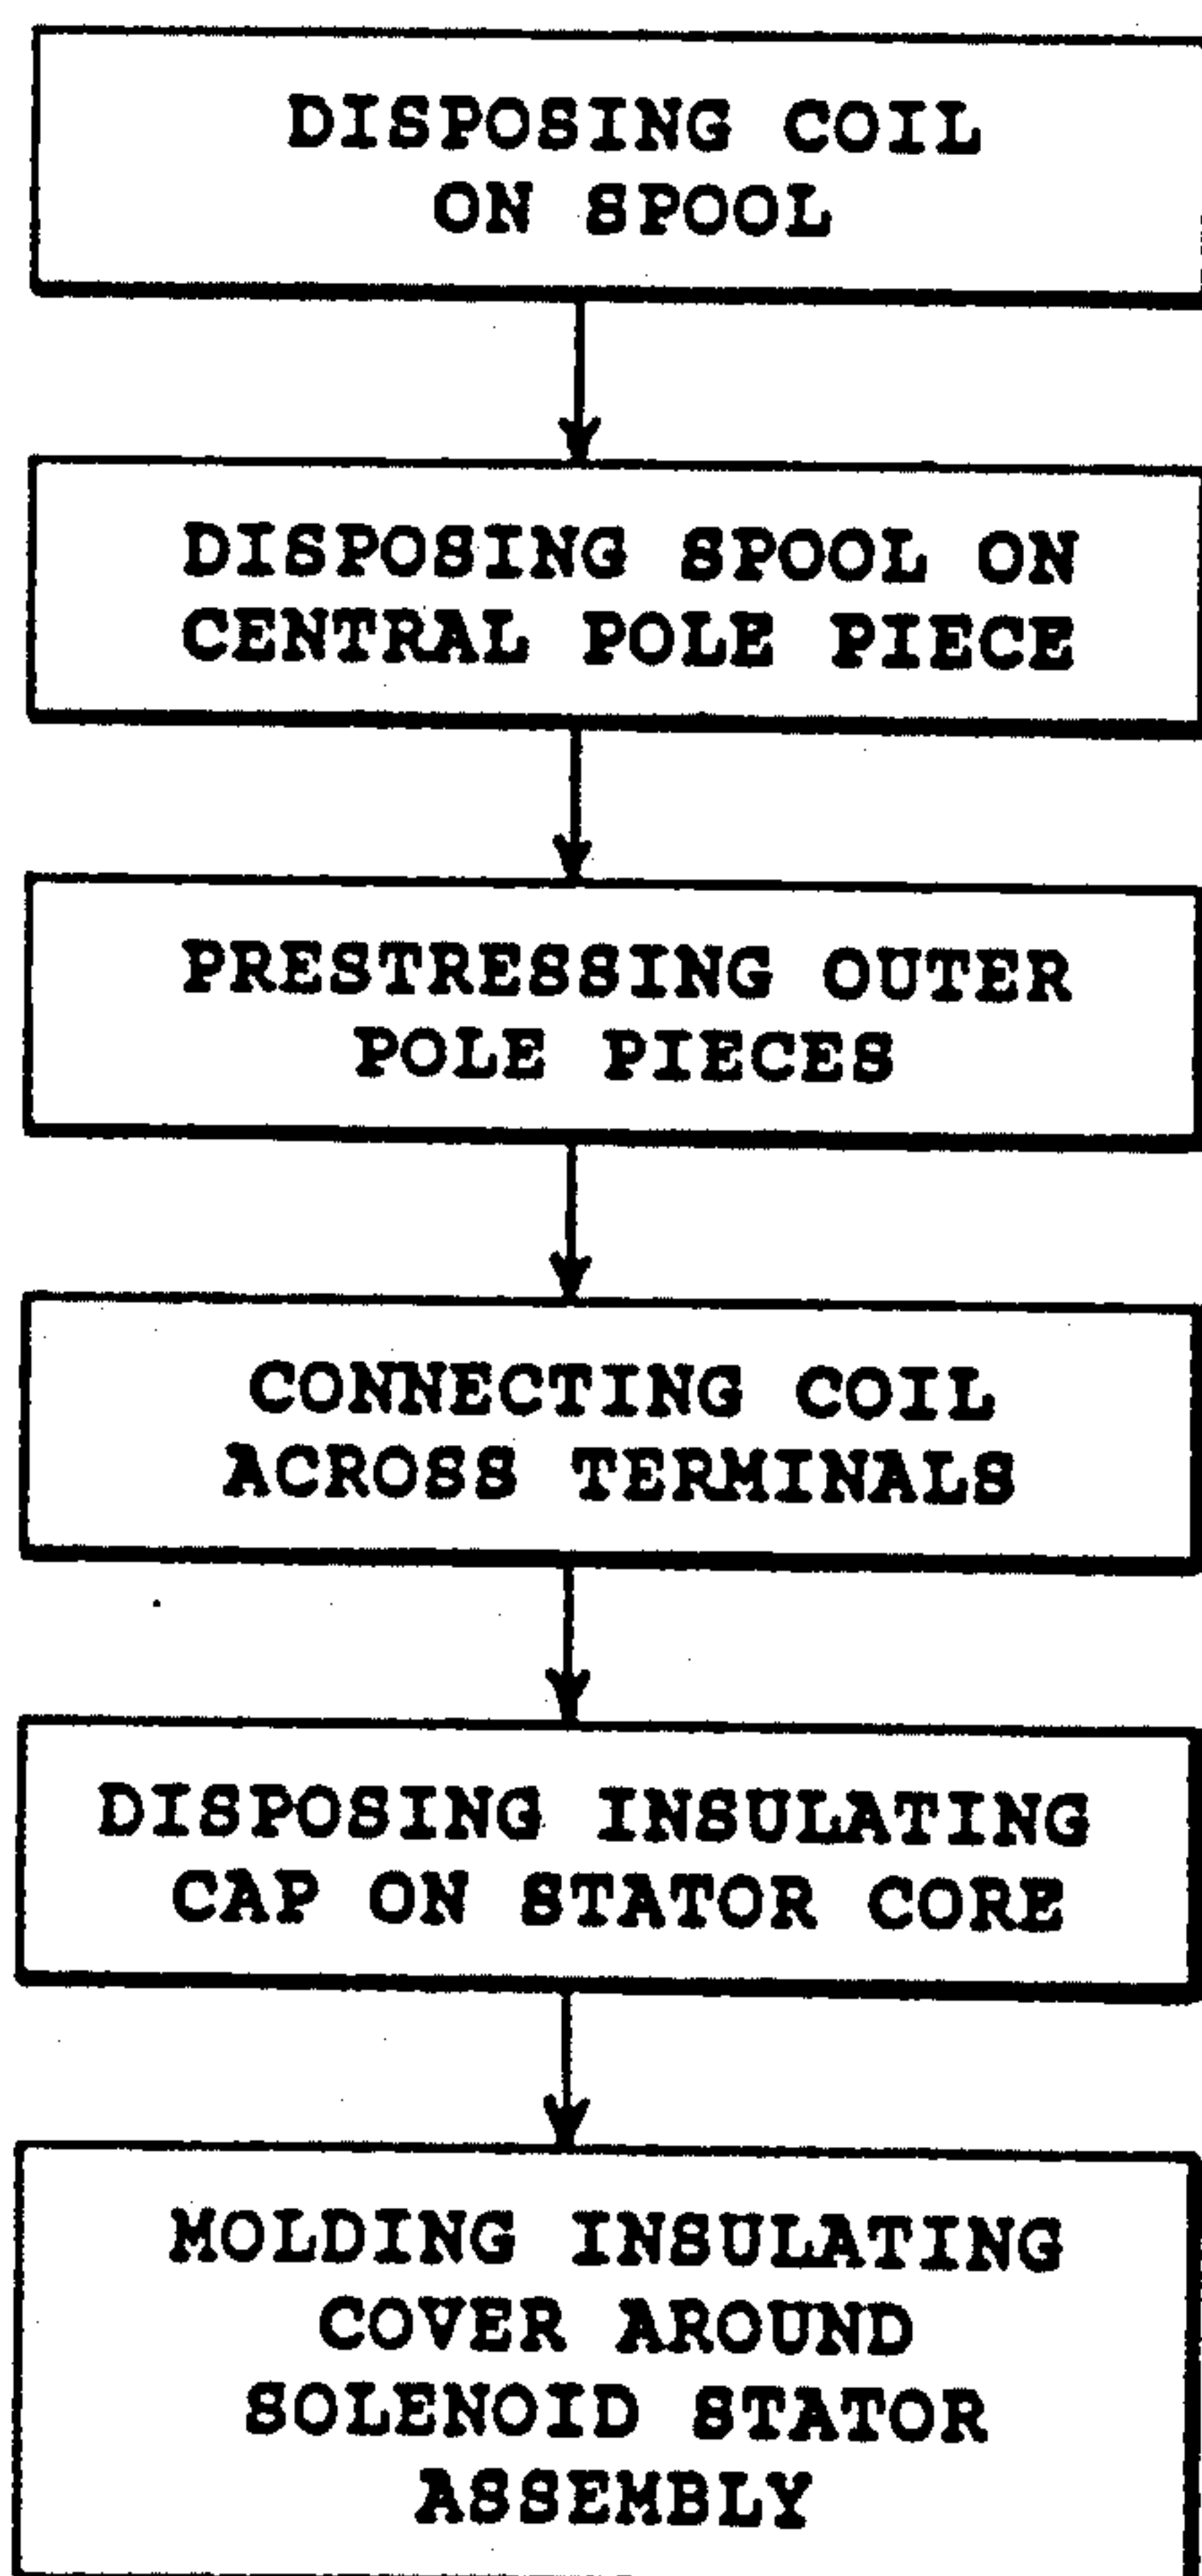 DISPOSING COIL
ON SPOOL
DISPOSING SPOOL ON
CENTRAL POLE PIECE
PRESTRESSING OUTER
POLE PIECES
CONNECTING COIL
ACROSS TERMINALS
DISPOSING INSULATING
CAP ON STATOR CORE
MOLDING INSULATING
COVER AROUND
SOLENOID STATOR
ASSEMBLY